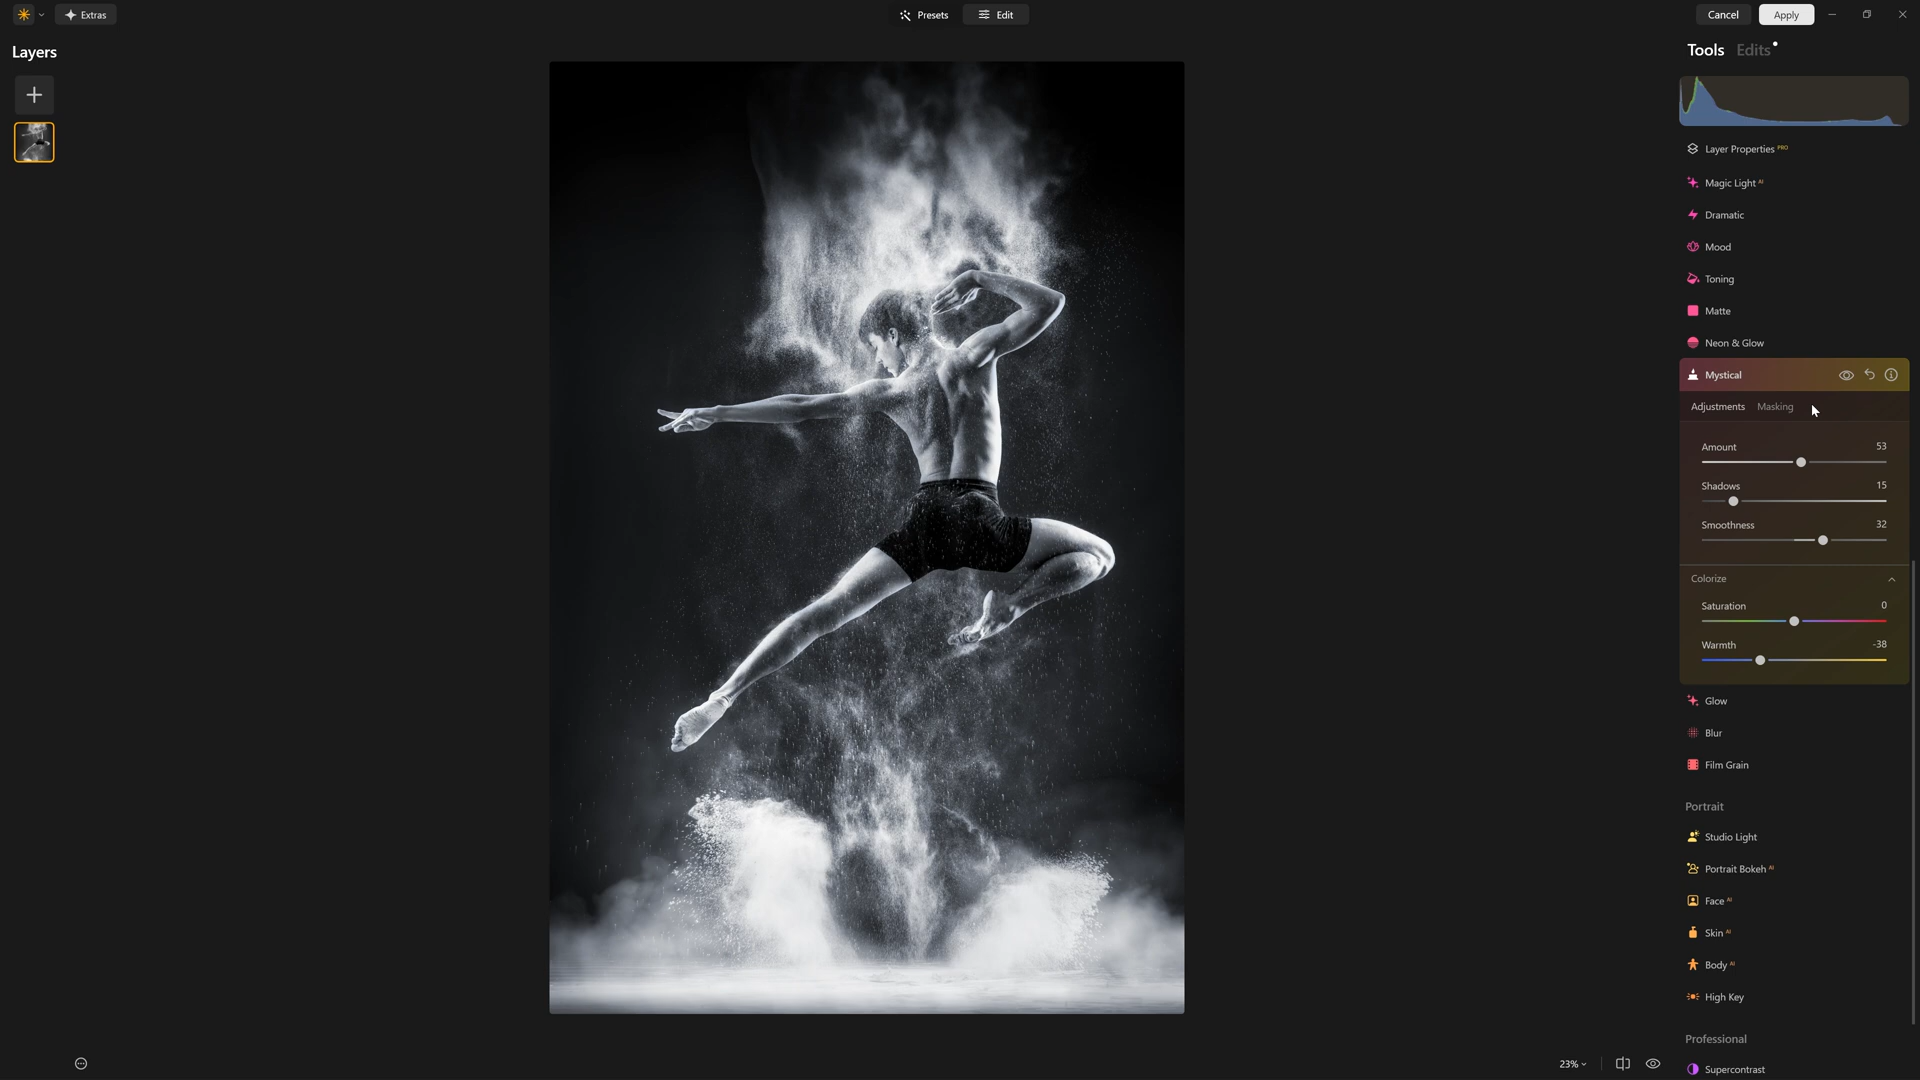 Extras
Presets
Edit
Cancel
Apply
Layers
Tools Edits
Layer Properties PRO
Magic Light AI
Dramatic
Mood
Toning
Matte
Neon & Glow
Mystical
Adjustments Masking
Amount 53
Shadows 15
Smoothness 32
Colorize
Saturation 0
Warmth -38
Glow
Blur
Film Grain
Portrait
Studio Light
Portrait Bokeh AI
Face AI
Skin AI
Body AI
High Key
Professional
Supercontrast
23%